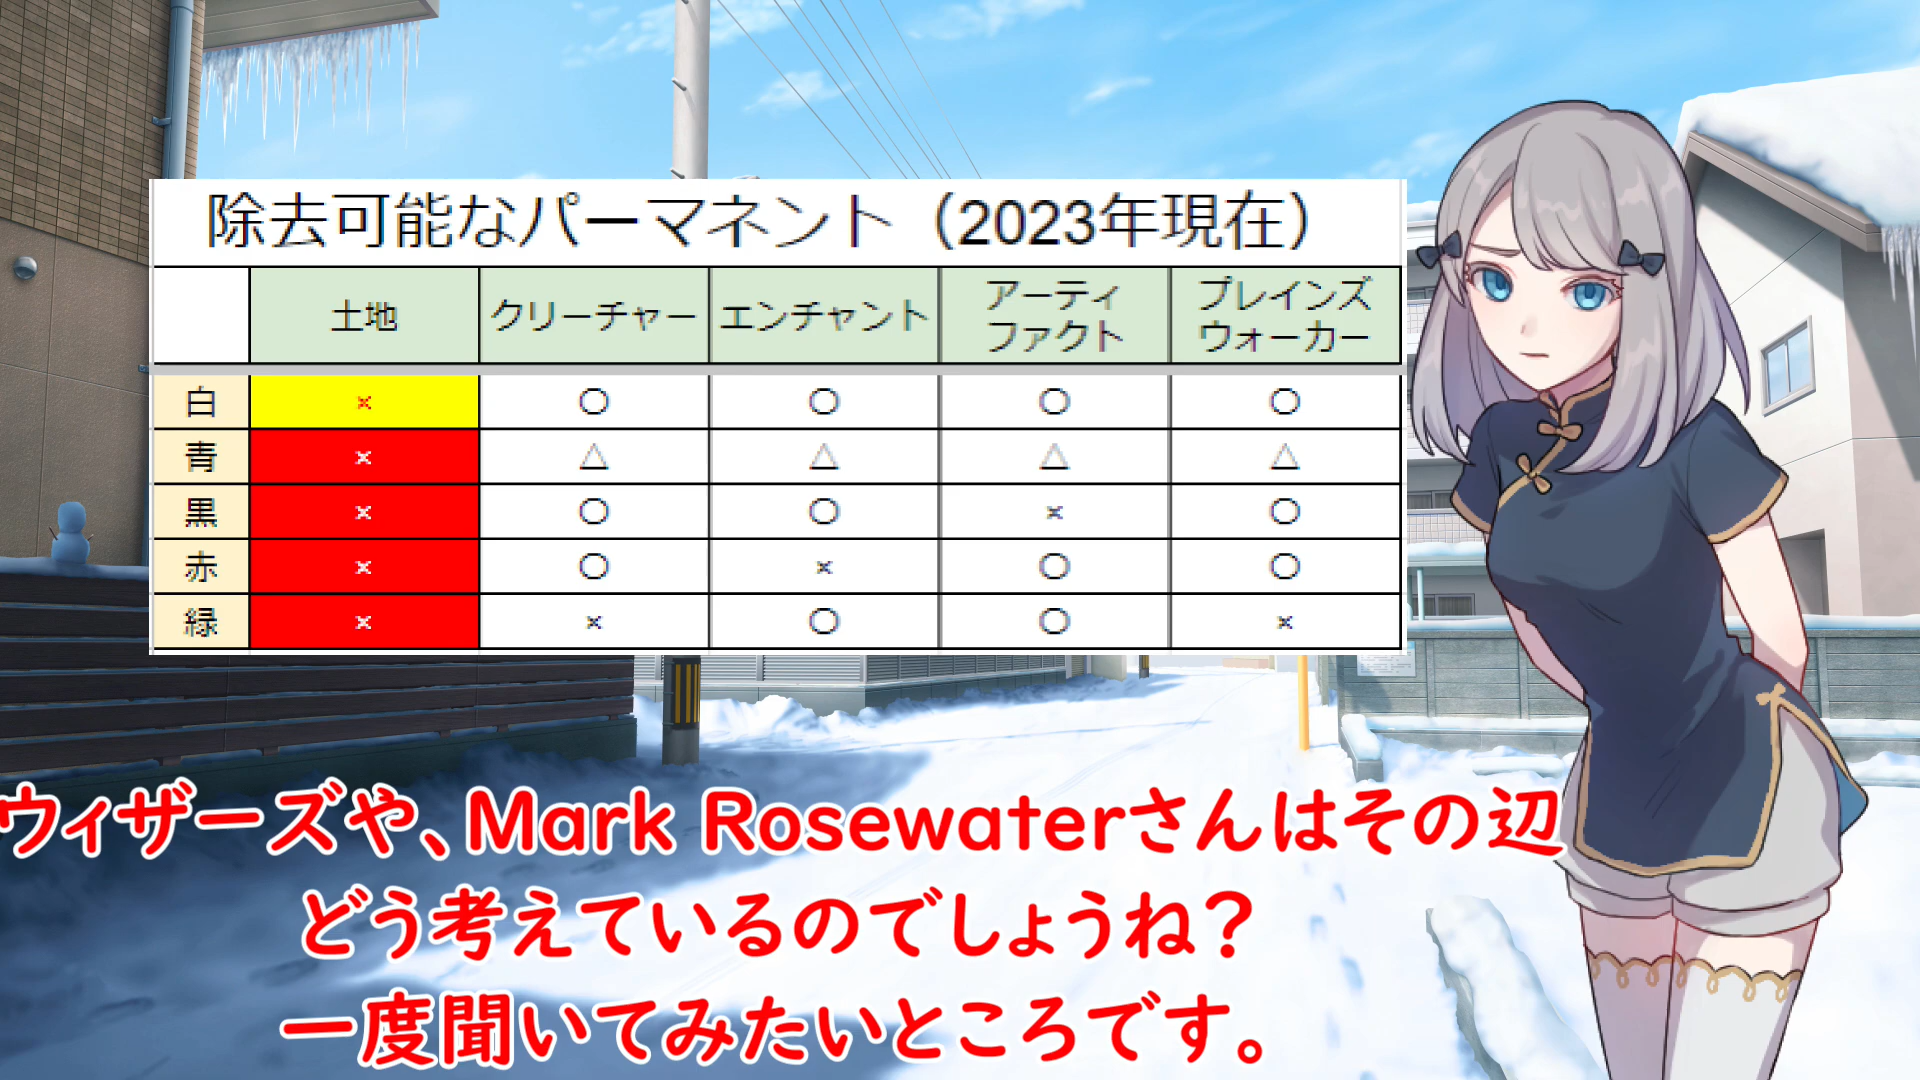 除去可能なパーマネント（2023年現在）
土地 クリーチャー エンチャント アーティファクト プレインズウォーカー
白 × ○ ○ ○ ○
青 × △ △ △ △
黒 × ○ ○ × ○
赤 × ○ × ○ ○
緑 × × ○ ○ ×
ウィザーズや、Mark Rosewaterさんはその辺
どう考えているのでしょうね？
一度聞いてみたいところです。